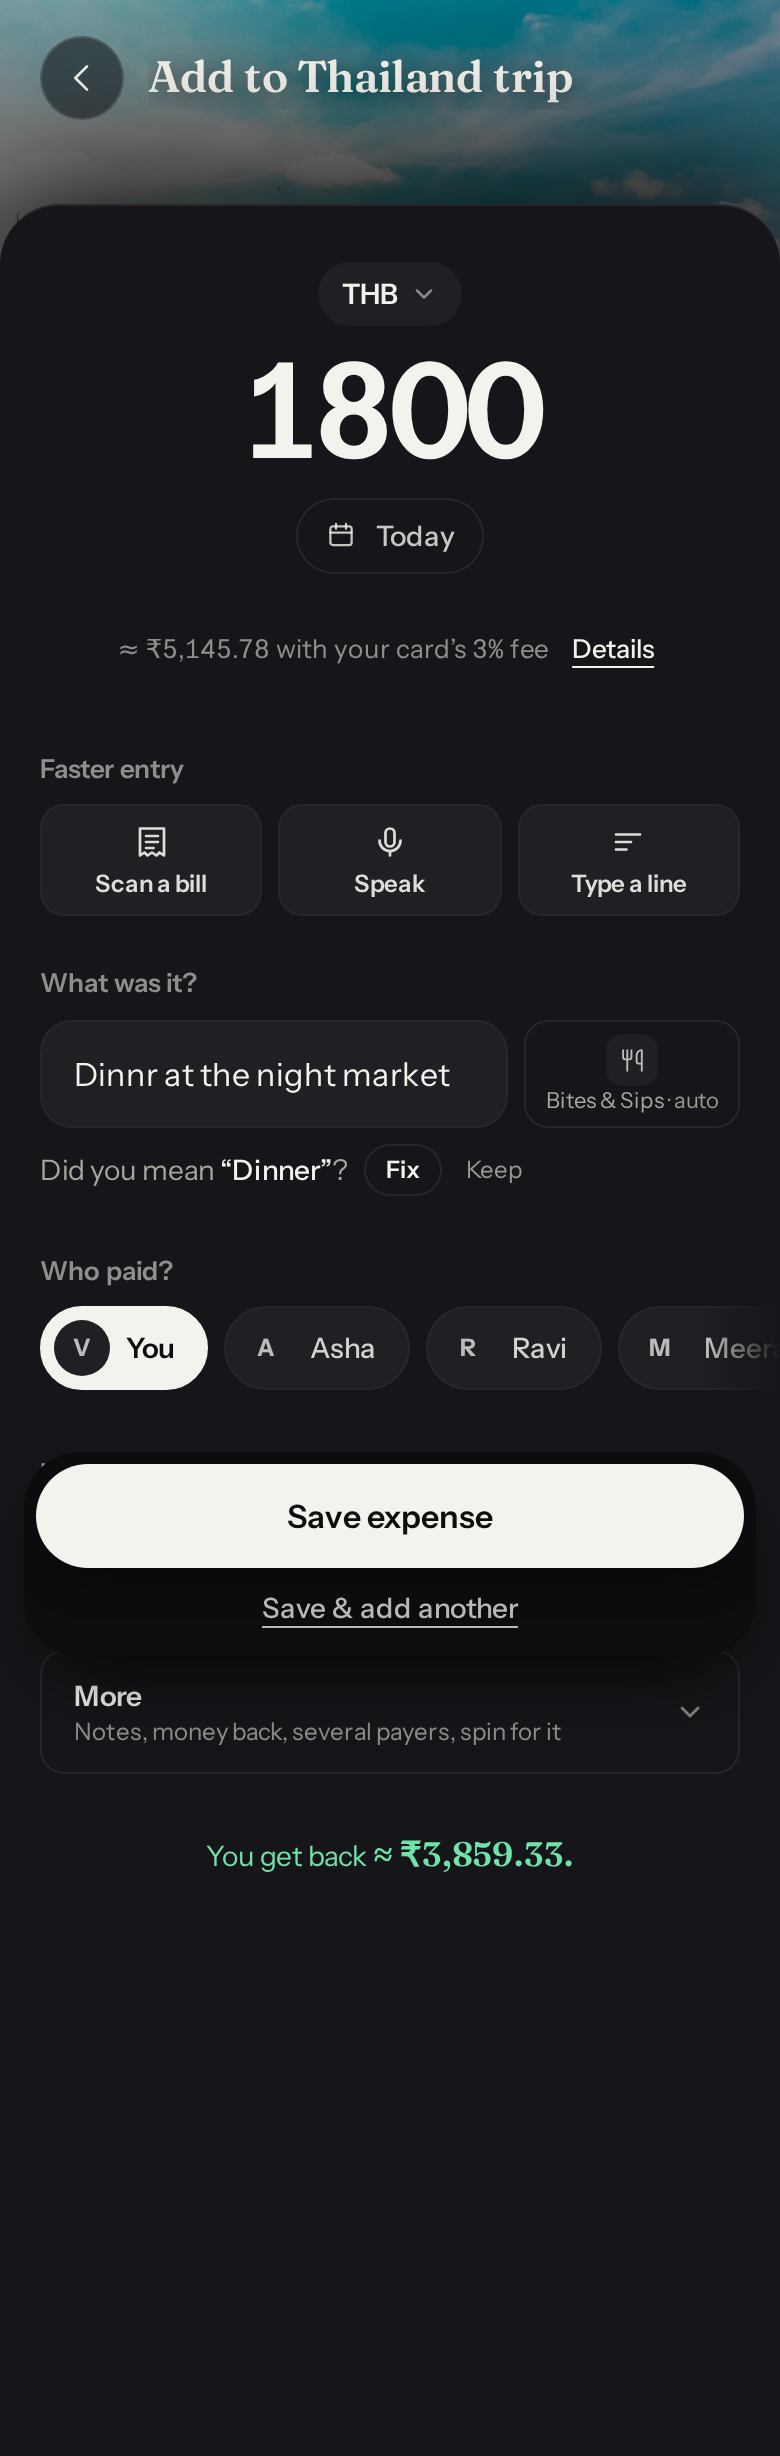 Add to Thailand trip
THB
1800
Today
≈ ₹5,145.78 with your card’s 3% fee Details
Faster entry
Scan a bill
Speak
Type a line
What was it?
Dinnr at the night market
Bites & Sips · auto
Did you mean “Dinner”? Fix Keep
Who paid?
V You
A Asha
R Ravi
M
Save expense
Save & add another
More
Notes, money back, several payers, spin for it
You get back ≈ ₹3,859.33.